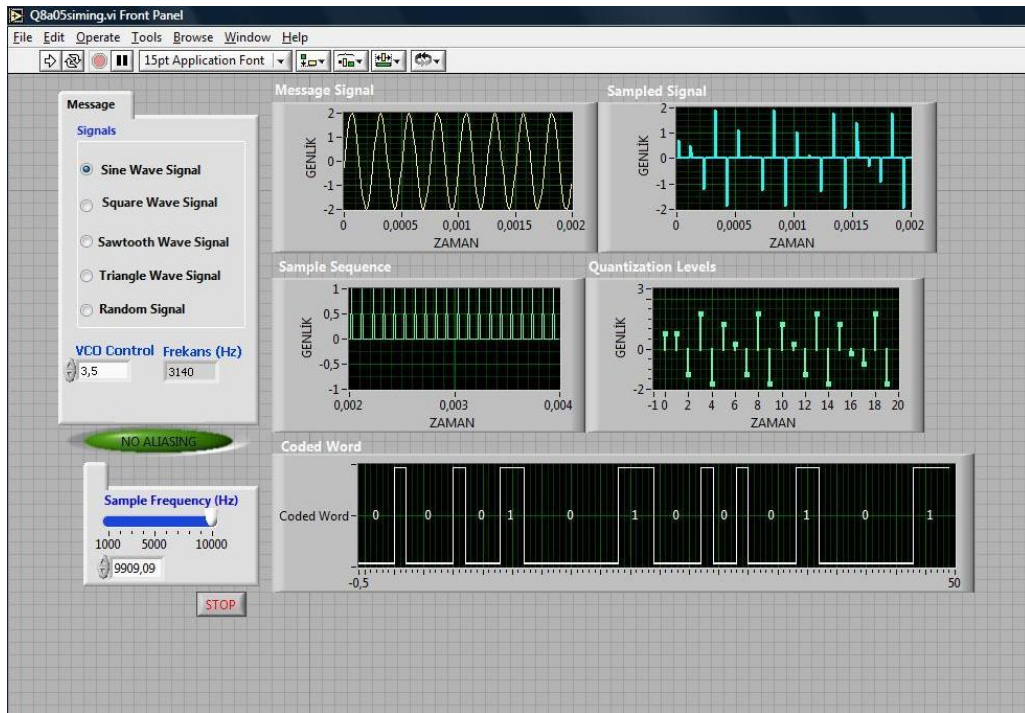 Q8a05siming.vi Front Panel
File Edit Operate Tools Browse Window Help
15pt Application Font
Message
Signals
Sine Wave Signal
Square Wave Signal
Sawtooth Wave Signal
Triangle Wave Signal
Random Signal
VCO Control Frekans (Hz)
3,5 3140
NO ALIASING
Sample Frequency (Hz)
1000 5000 10000
9909,09
STOP
Message Signal
GENLİK
2
1
0
-1
-2
0 0,0005 0,001 0,0015 0,002
ZAMAN
Sampled Signal
GENLİK
2
1
0
-1
-2
0 0,0005 0,001 0,0015 0,002
ZAMAN
Sample Sequence
GENLİK
1
0,5
0
-0,5
-1
0,002 0,003 0,004
ZAMAN
Quantization Levels
GENLİK
3
0
-2
-1 0 2 4 6 8 10 12 14 16 18 20
ZAMAN
Coded Word
Coded Word
0 0 0 1 0 1 0 0 0 1 0 1
-0,5 50